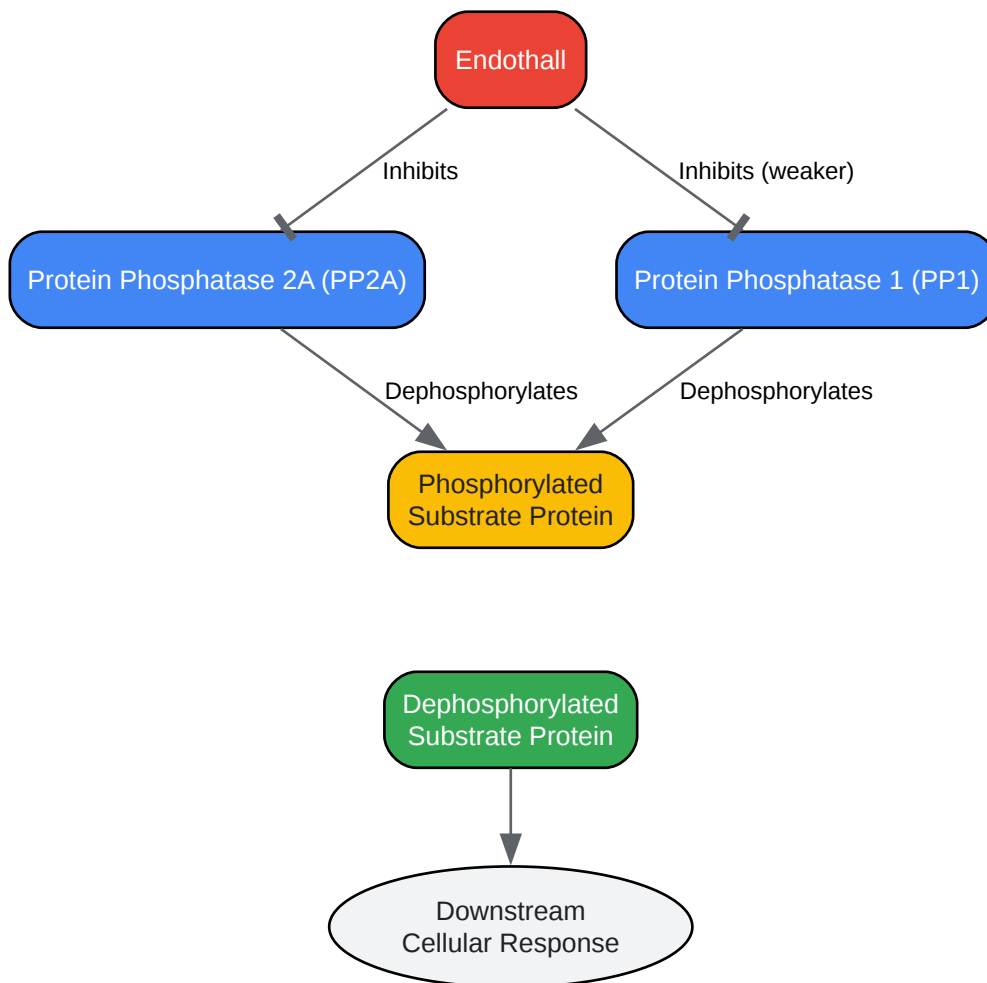 Endothall
Inhibits
Inhibits (weaker)
Protein Phosphatase 2A (PP2A)
Protein Phosphatase 1 (PP1)
Dephosphorylates
Dephosphorylates
Phosphorylated
Substrate Protein
Dephosphorylated
Substrate Protein
Downstream
Cellular Response